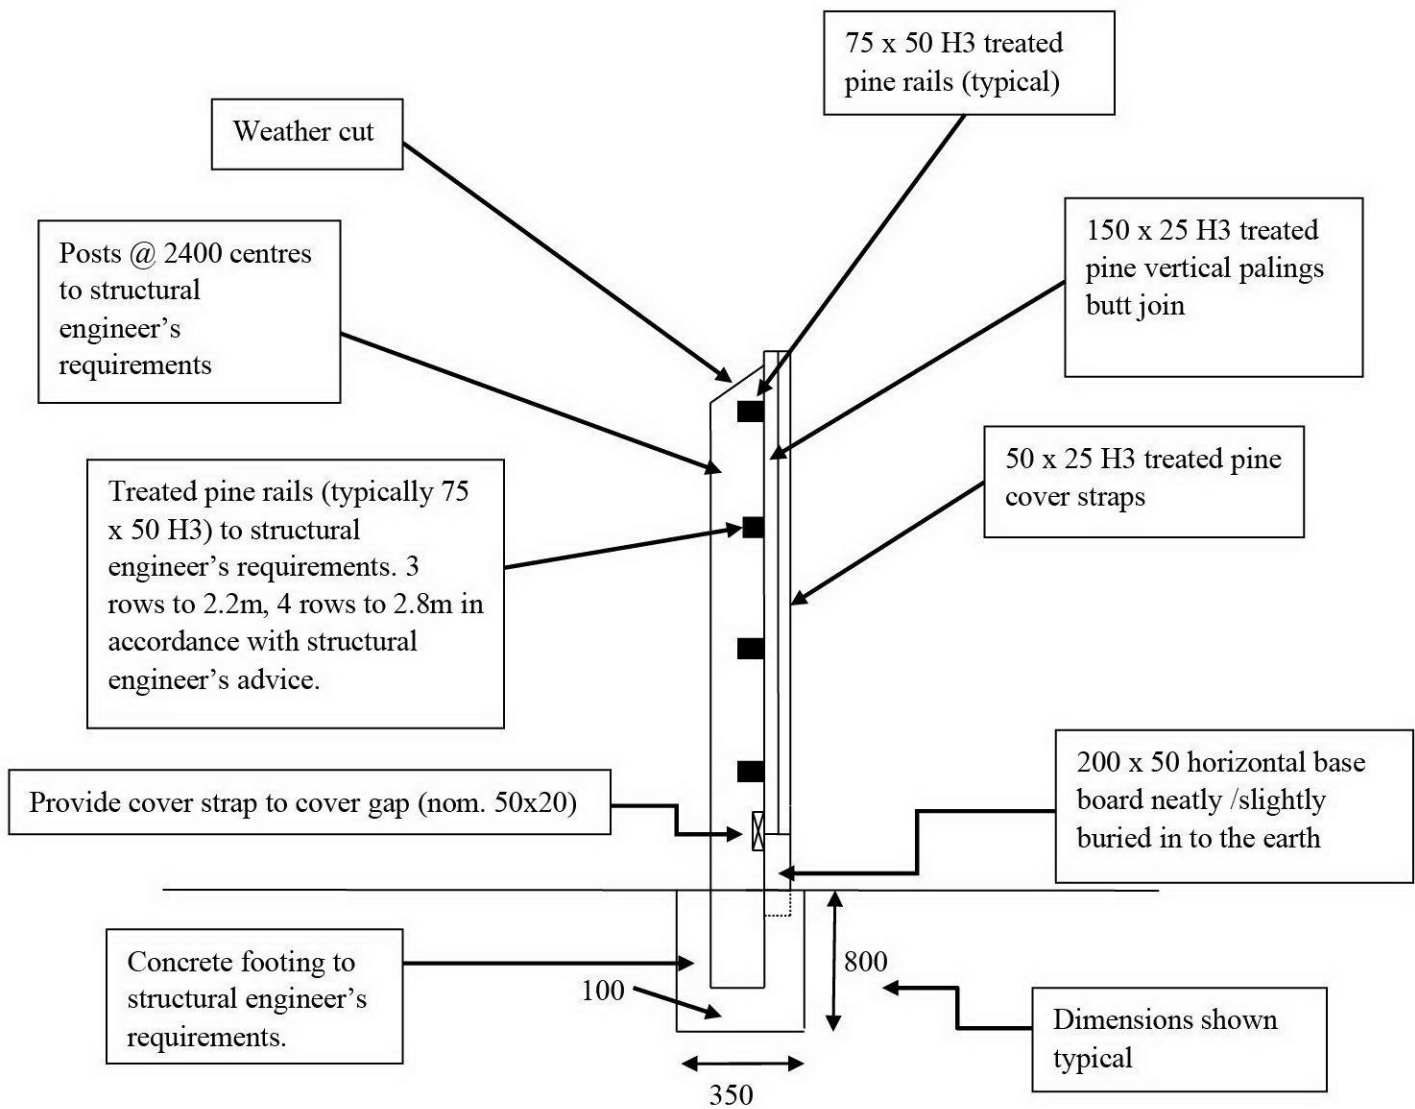 75 x 50 H3 treated
pine rails (typical)
Weather cut
Posts @ 2400 centres
to structural
engineer’s
requirements
150 x 25 H3 treated
pine vertical palings
butt join
Treated pine rails (typically 75
x 50 H3) to structural
engineer’s requirements. 3
rows to 2.2m, 4 rows to 2.8m in
accordance with structural
engineer’s advice.
50 x 25 H3 treated pine
cover straps
Provide cover strap to cover gap (nom. 50x20)
200 x 50 horizontal base
board neatly /slightly
buried in to the earth
Concrete footing to
structural engineer’s
requirements.
100
800
350
Dimensions shown
typical